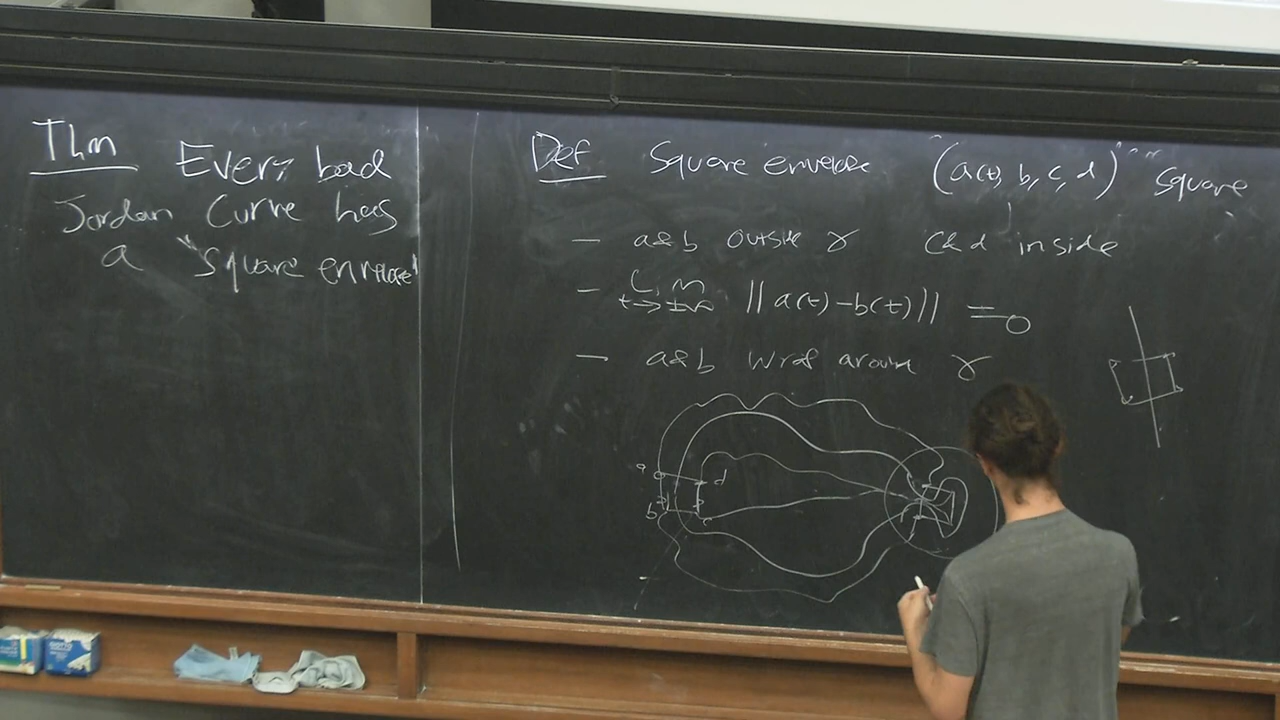 Thm Every bad
Jordan Curve has
a "square envelope"
Def Square envelope (a(t), b, c, d) square
- a & b outside γ c & d inside
- Lim t→±∞ ||a(t)-b(t)|| = 0
- a & b wrap around γ
a d
b c